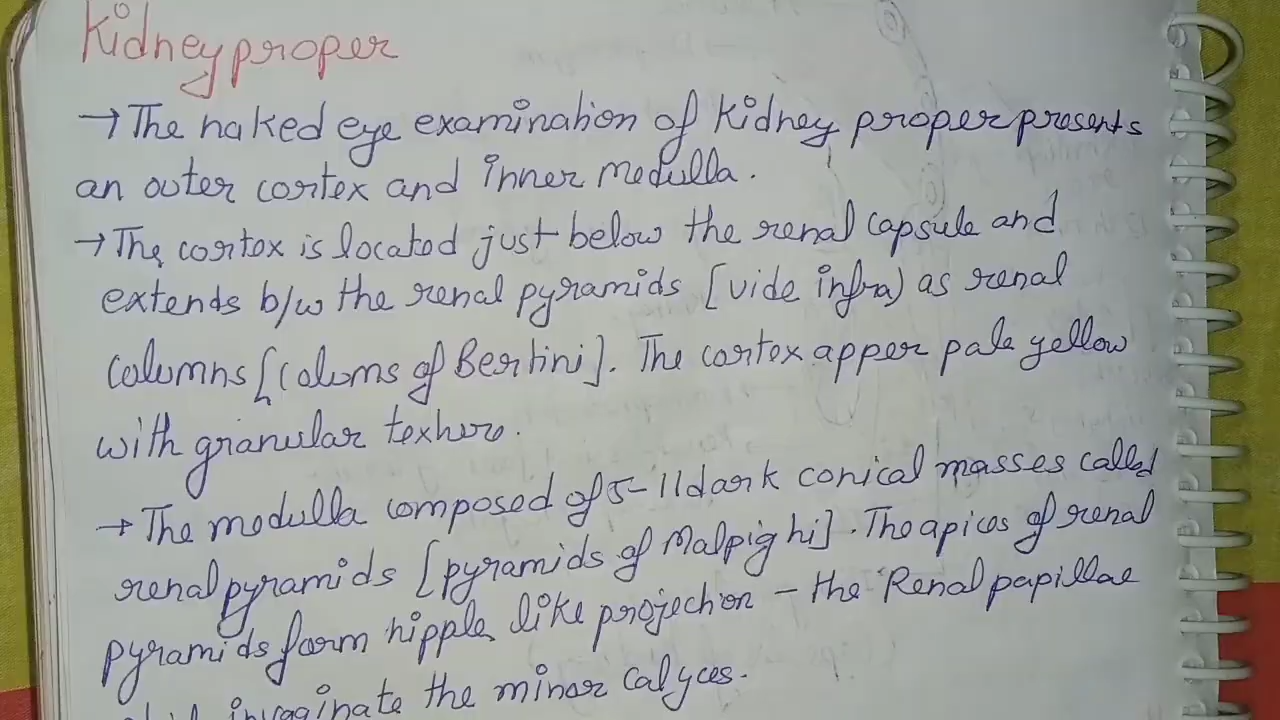 Kidney proper
→ The naked eye examination of kidney proper presents
an outer cortex and inner medulla.
→ The cortex is located just below the renal capsule and
extends b/w the renal pyramids [vide infra) as renal
columns [coloms of Bertini]. The cortex apper pale yellow
with granular texture.
→ The medulla composed of 5-11 dark conical masses called
renal pyramids [pyramids of Malpighi]. The apices of renal
pyramids form nipple like projection - the Renal papillae
invaginate the minor calyces.